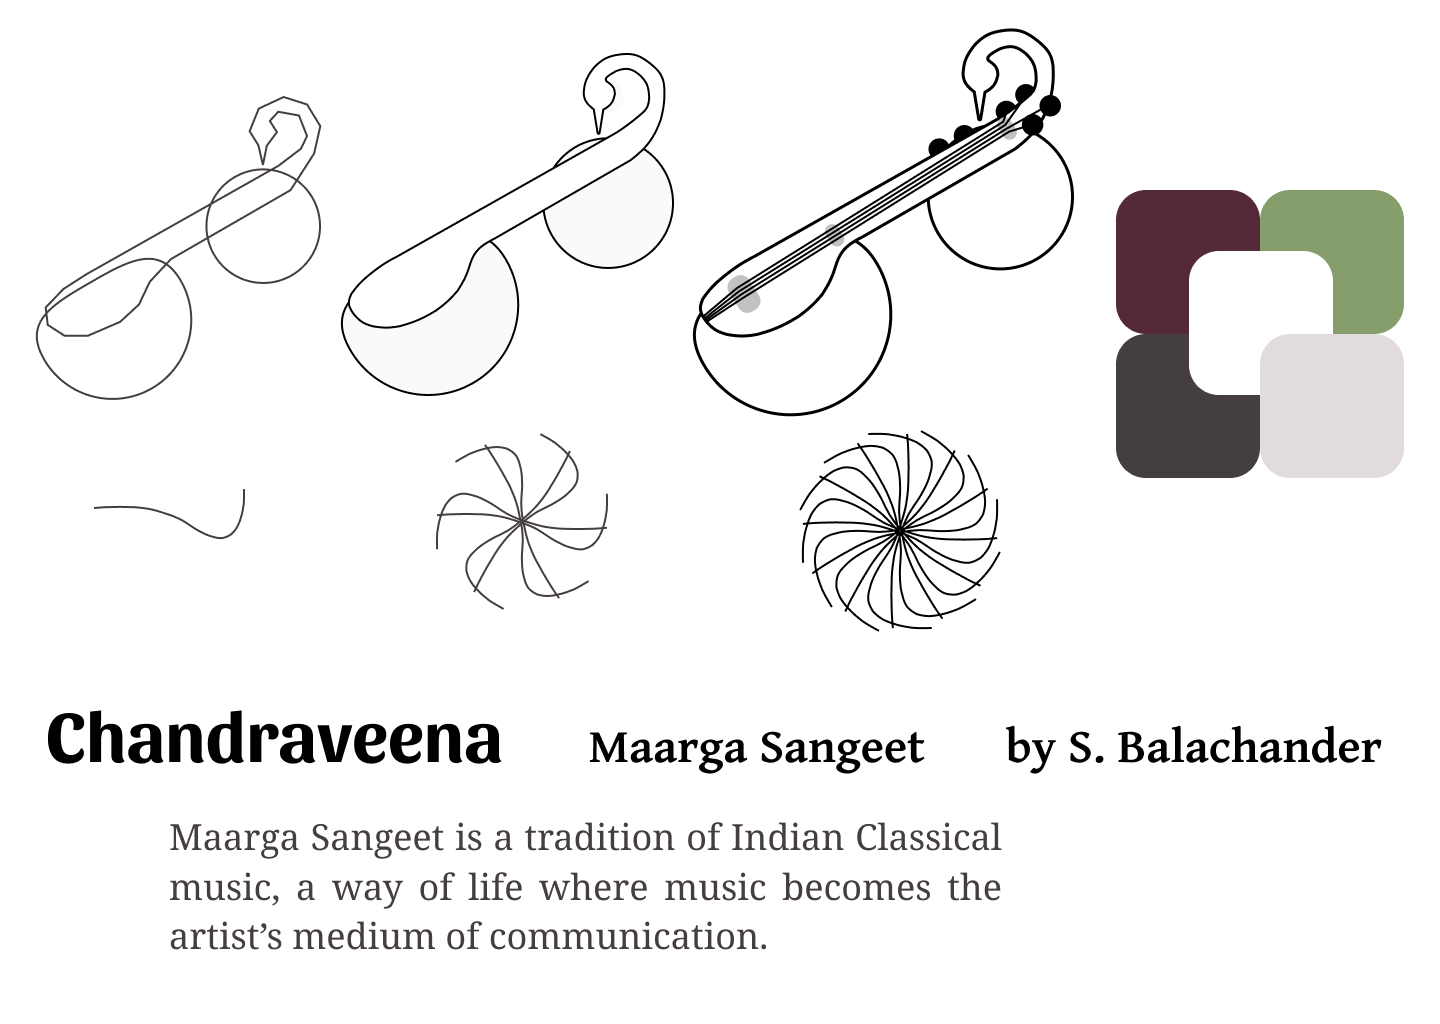 Chandraveena
Maarga Sangeet
by S. Balachander
Maarga Sangeet is a tradition of Indian Classical
music, a way of life where music becomes the
artist’s medium of communication.